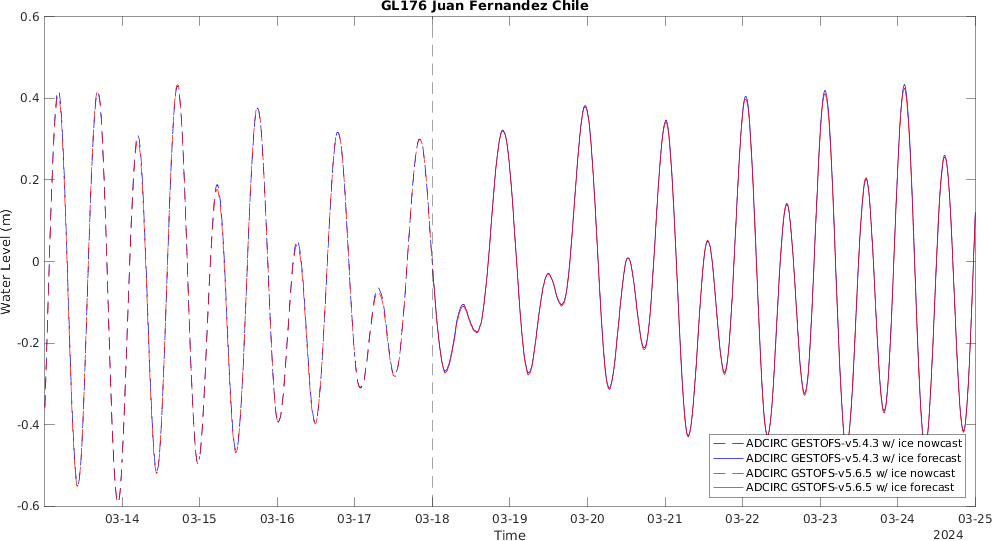 GL176 Juan Fernandez Chile
0.6
0.4
0.2
0
-0.2
-0.4
-0.6
Water Level (m)
03-14
03-15
03-16
03-17
03-18
03-19
03-20
03-21
03-22
03-23
03-24
03-25
Time
2024
ADCIRC GESTOFS-v5.4.3 w/ ice nowcast
ADCIRC GESTOFS-v5.4.3 w/ ice forecast
ADCIRC GSTOFS-v5.6.5 w/ ice nowcast
ADCIRC GSTOFS-v5.6.5 w/ ice forecast